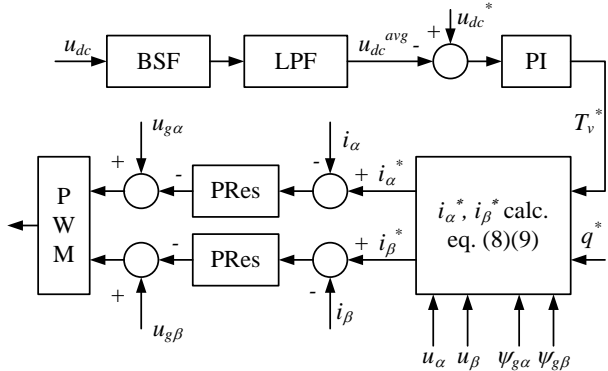 u_dc BSF LPF u_dc^avg - + u_dc^* PI
T_v^*
u_gα i_α
+ - PRes - + i_α^*
P W M
i_α^*, i_β^* calc.
eq. (8)(9)
q^*
- PRes + i_β^*
+ -
u_gβ i_β
u_α u_β ψ_gα ψ_gβ